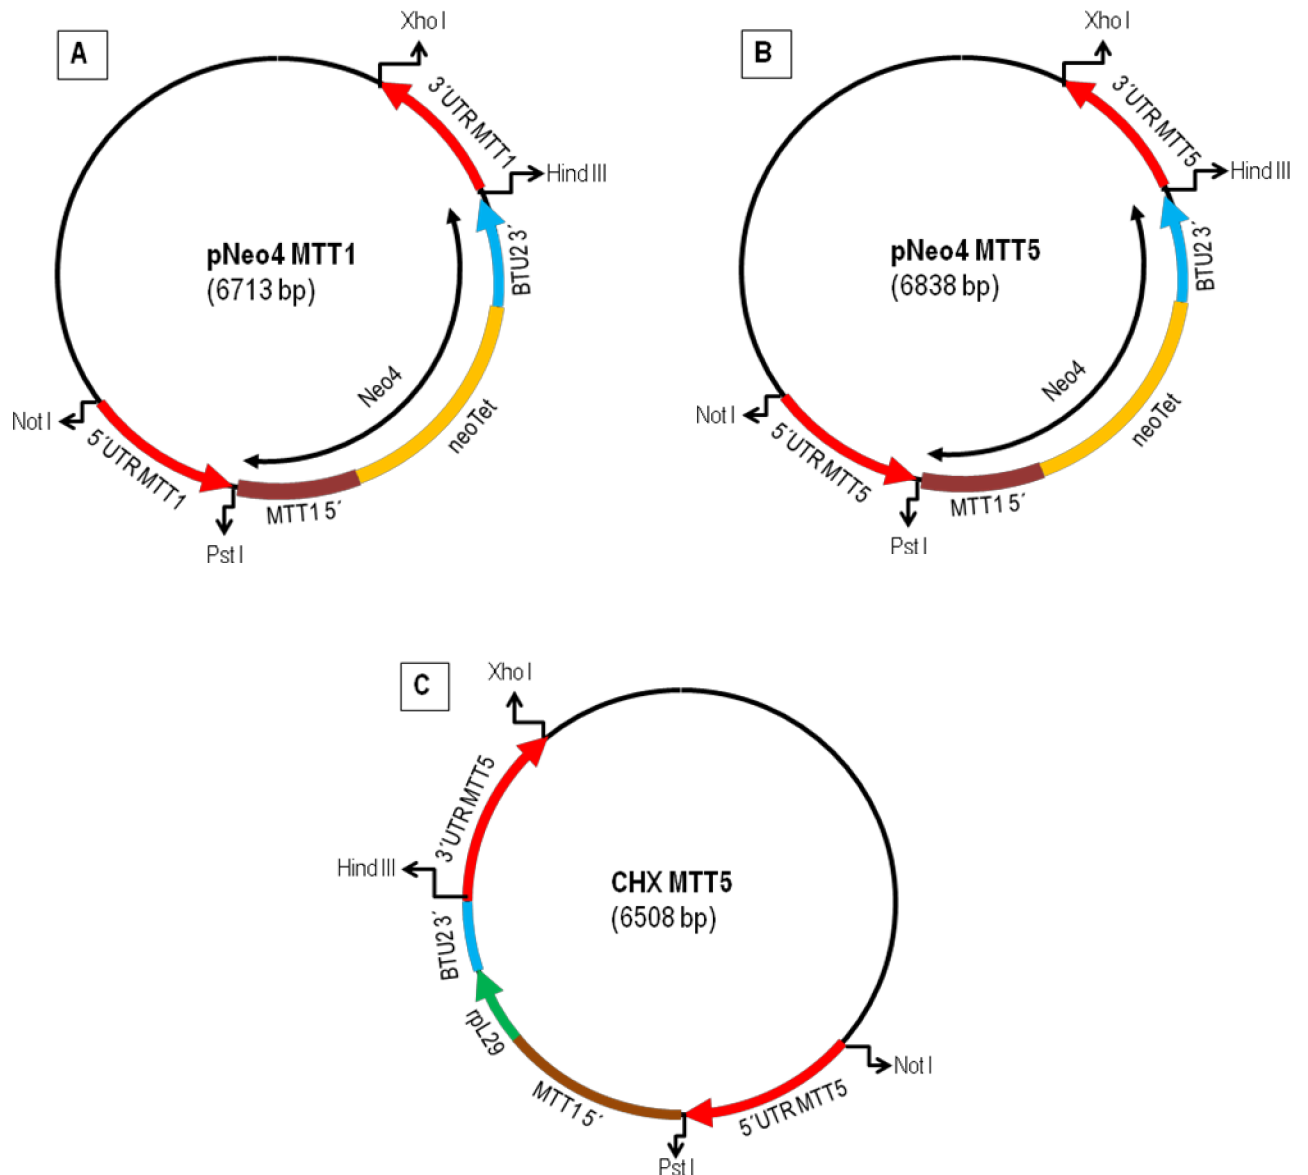 A
Xho I
3´UTR MTT1
Hind III
pNeo4 MTT1
(6713 bp)
BTU2 3´
Neo4
neoTet
Not I
5´UTR MTT1
MTT1 5´
Pst I
B
Xho I
3´UTR MTT5
Hind III
pNeo4 MTT5
(6838 bp)
BTU2 3´
Neo4
neoTet
Not I
5´UTR MTT5
MTT1 5´
Pst I
C
Xho I
3´UTR MTT5
Hind III
CHX MTT5
(6508 bp)
BTU2 3´
rpL29
MTT1 5´
5´UTR MTT5
Not I
Pst I